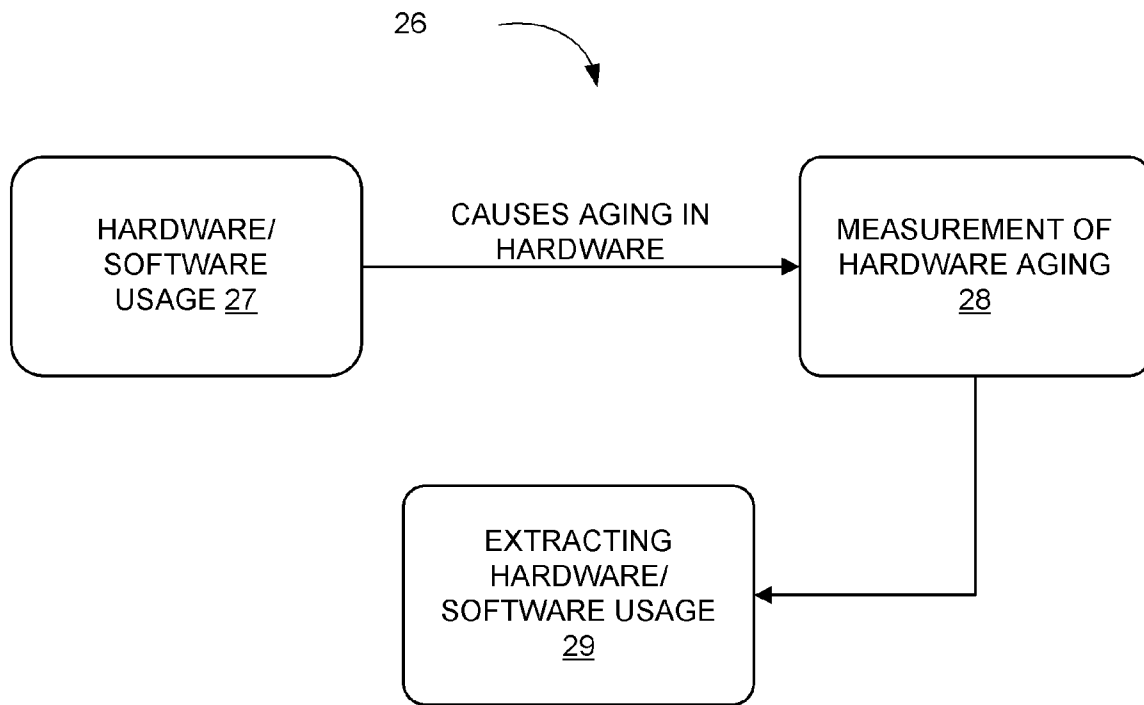 26
HARDWARE/
SOFTWARE
USAGE 27
CAUSES AGING IN
HARDWARE
MEASUREMENT OF
HARDWARE AGING
28
EXTRACTING
HARDWARE/
SOFTWARE USAGE
29